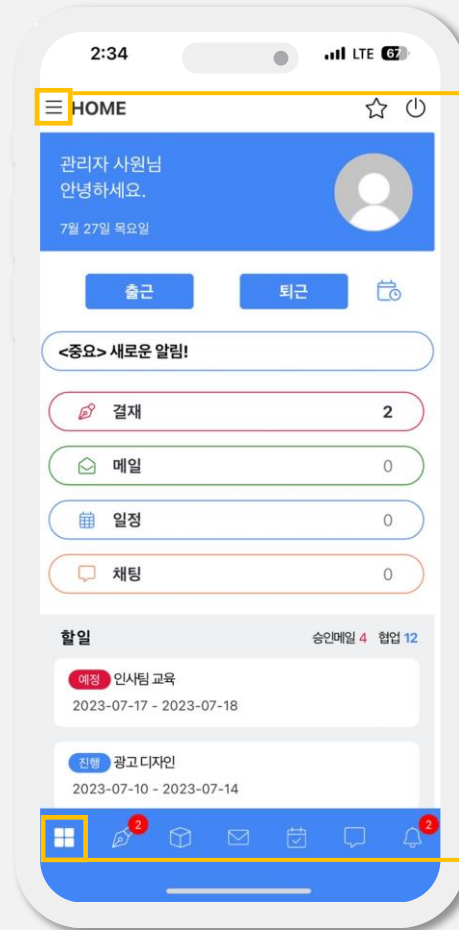 2:34 LTE 67
HOME
관리자 사원님
안녕하세요.
7월 27일 목요일
출근 퇴근
<중요> 새로운 알림!
결재 2
메일 0
일정 0
채팅 0
할일 승인메일 4 협업 12
예정 인사팀 교육
2023-07-17 - 2023-07-18
진행 광고 디자인
2023-07-10 - 2023-07-14
2 2